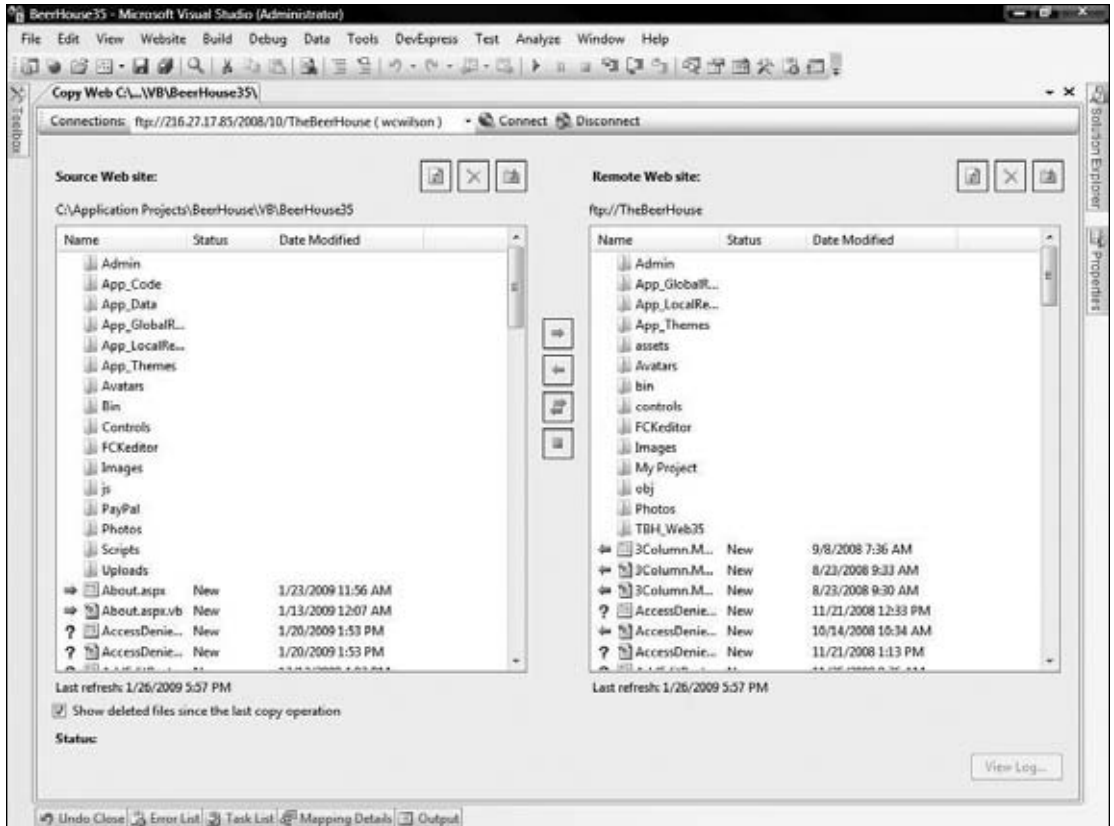 BeerHouse35 - Microsoft Visual Studio (Administrator)
File Edit View Website Build Debug Data Tools DevExpress Test Analyze Window Help
Copy Web C:\...\VB\BeerHouse35\
Toolbox
Solution Explorer
Properties
Connections: ftp://216.27.17.85/2008/10/TheBeerHouse ( wcwilson ) Connect Disconnect
Source Web site:
C:\Application Projects\BeerHouse\VB\BeerHouse35
Name Status Date Modified
Admin
App_Code
App_Data
App_GlobalR...
App_LocalRe...
App_Themes
Avatars
Bin
Controls
FCKeditor
Images
js
PayPal
Photos
Scripts
Uploads
About.aspx New 1/23/2009 11:56 AM
About.aspx.vb New 1/13/2009 12:07 AM
? AccessDenie... New 1/20/2009 1:53 PM
? AccessDenie... New 1/20/2009 1:53 PM
Last refresh: 1/26/2009 5:57 PM
Show deleted files since the last copy operation
Status:
Remote Web site:
ftp://TheBeerHouse
Name Status Date Modified
Admin
App_GlobalR...
App_LocalRe...
App_Themes
assets
Avatars
bin
controls
FCKeditor
Images
My Project
obj
Photos
TBH_Web35
3Column.M... New 9/8/2008 7:36 AM
3Column.M... New 8/23/2008 9:33 AM
3Column.M... New 8/23/2008 9:30 AM
? AccessDenie... New 11/21/2008 12:33 PM
AccessDenie... New 10/14/2008 10:34 AM
? AccessDenie... New 11/21/2008 1:13 PM
Last refresh: 1/26/2009 5:57 PM
View Log...
Undo Close Error List Task List Mapping Details Output